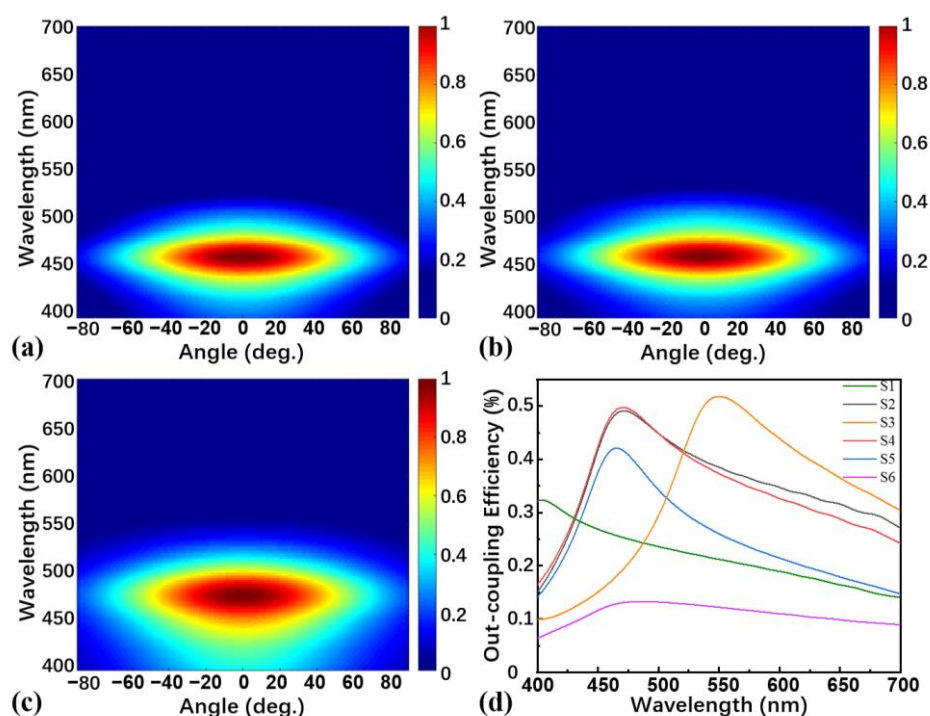 700
650
600
550
500
450
400
Wavelength (nm)
−80 −60 −40 −20 0 20 40 60 80
Angle (deg.)
1
0.8
0.6
0.4
0.2
0
(a)
700
650
600
550
500
450
400
Wavelength (nm)
−80 −60 −40 −20 0 20 40 60 80
Angle (deg.)
1
0.8
0.6
0.4
0.2
0
(b)
700
650
600
550
500
450
400
Wavelength (nm)
−80 −60 −40 −20 0 20 40 60 80
Angle (deg.)
1
0.8
0.6
0.4
0.2
0
(c)
0.5
0.4
0.3
0.2
0.1
0
Out-coupling Efficiency (%)
S1
S2
S3
S4
S5
S6
400 450 500 550 600 650 700
Wavelength (nm)
(d)